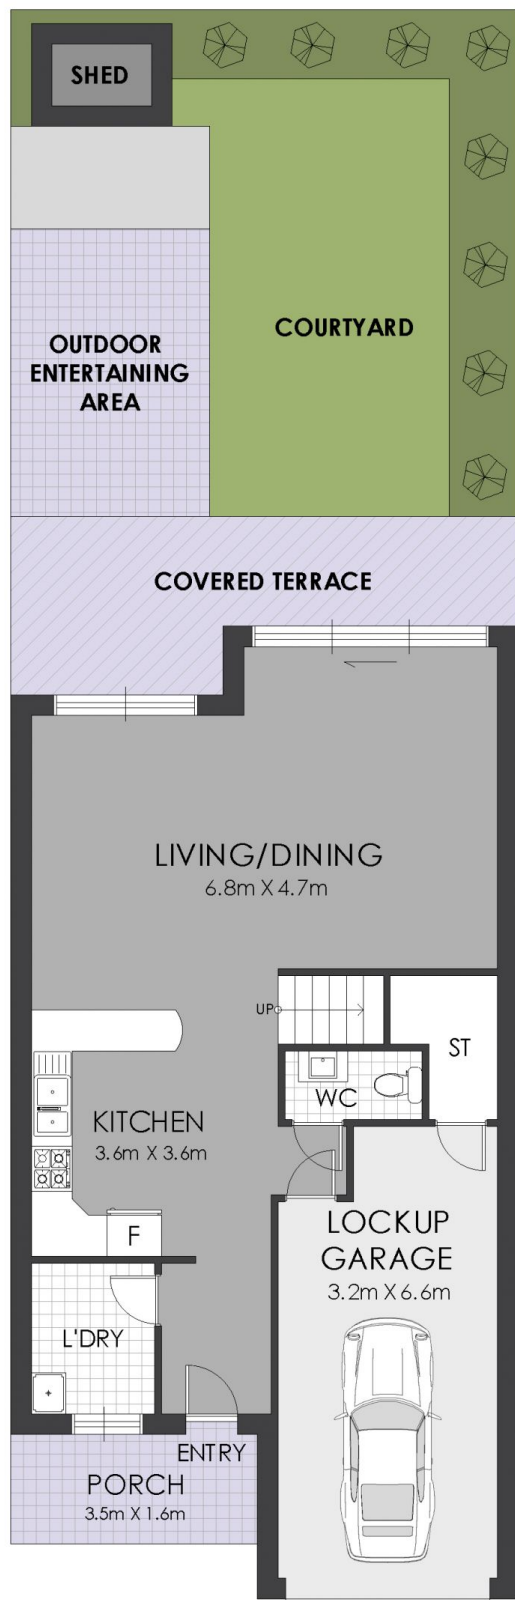 SHED
COURTYARD
OUTDOOR
ENTERTAINING
AREA
COVERED TERRACE
LIVING/DINING
6.8m X 4.7m
UP
ST
WC
KITCHEN
3.6m X 3.6m
F
LOCKUP
GARAGE
3.2m X 6.6m
L'DRY
ENTRY
PORCH
3.5m X 1.6m